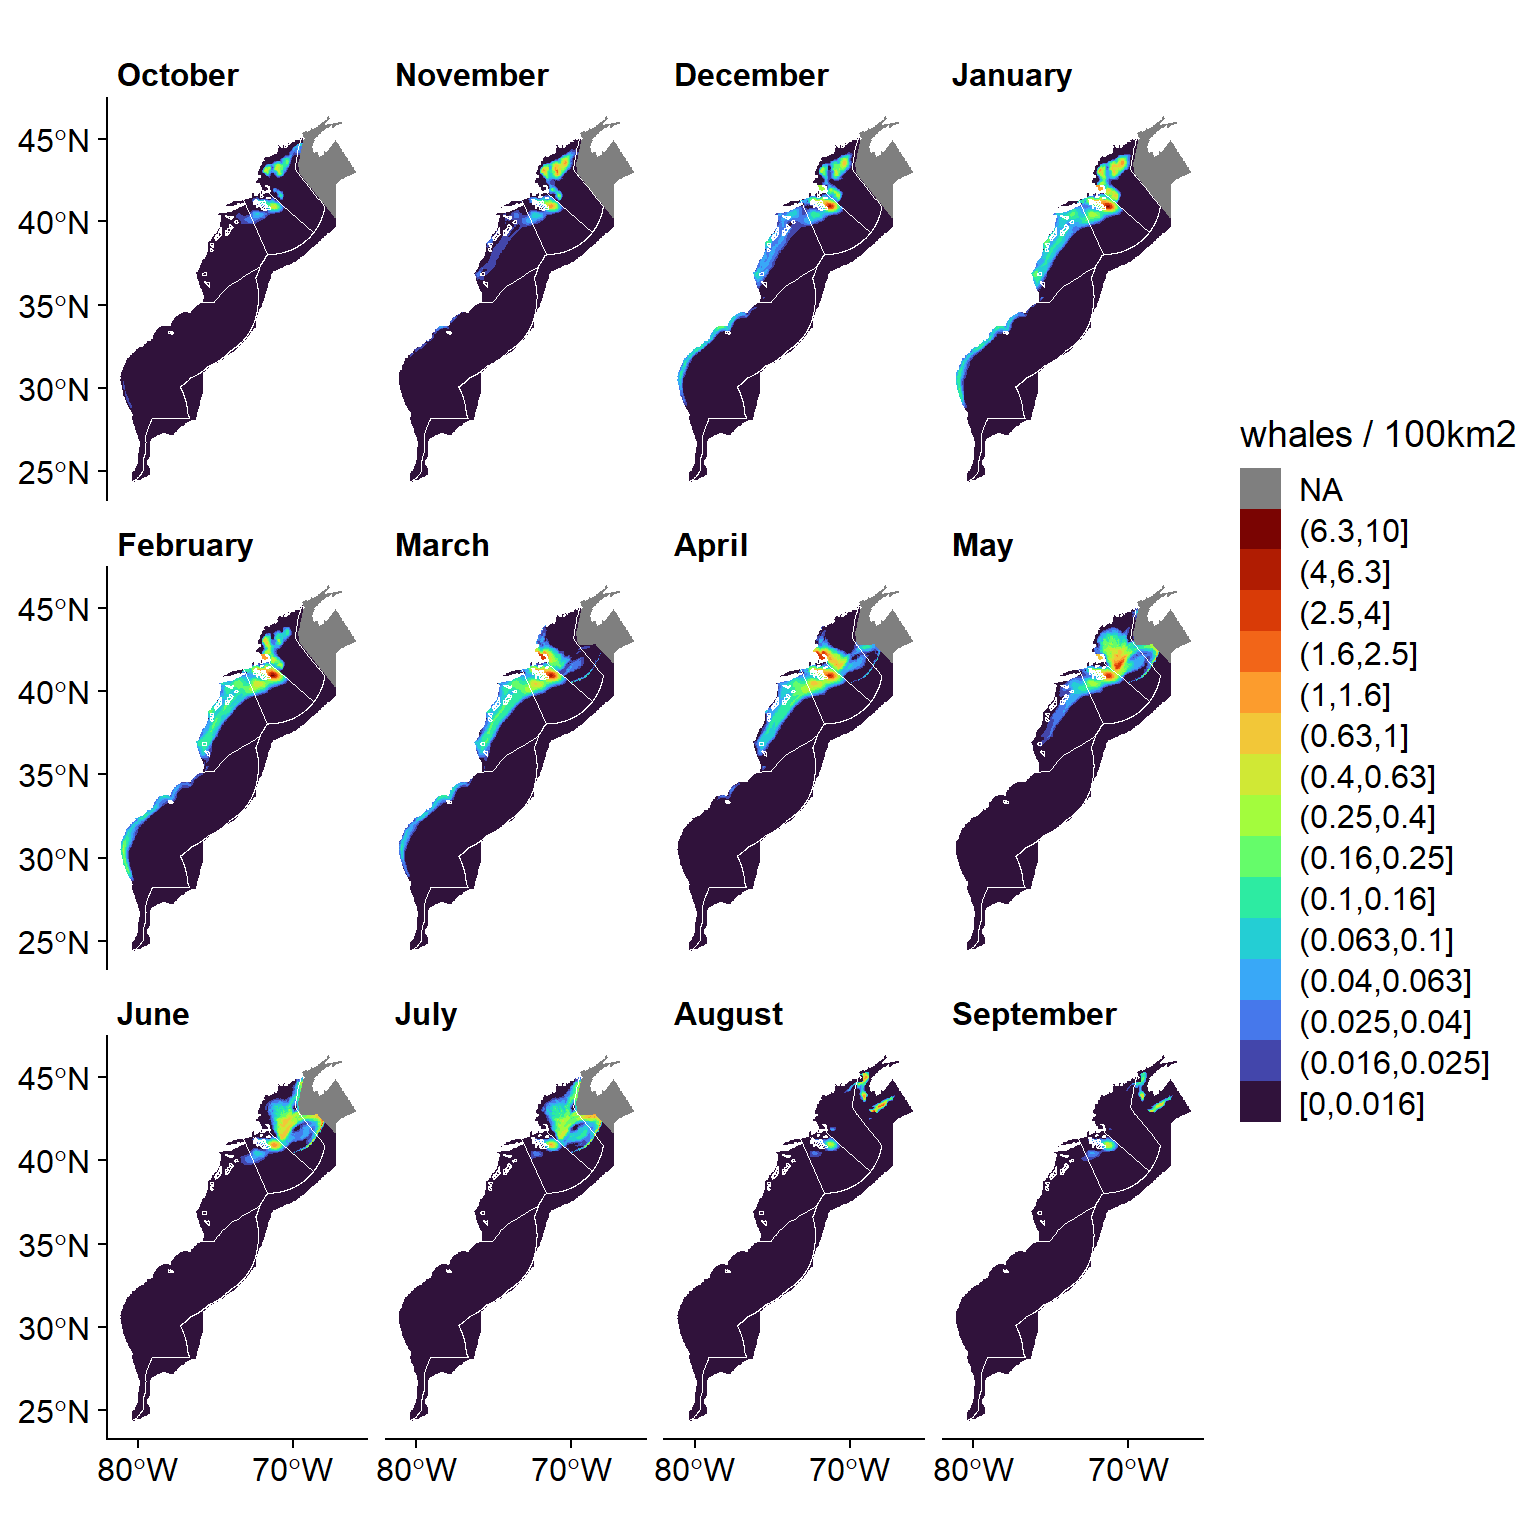 October November December January
45°N
40°N
35°N
30°N
25°N
whales / 100km2
NA
(6.3,10]
(4,6.3]
(2.5,4]
(1.6,2.5]
(1,1.6]
(0.63,1]
(0.4,0.63]
(0.25,0.4]
(0.16,0.25]
(0.1,0.16]
(0.063,0.1]
(0.04,0.063]
(0.025,0.04]
(0.016,0.025]
[0,0.016]
February March April May
45°N
40°N
35°N
30°N
25°N
June July August September
45°N
40°N
35°N
30°N
25°N
80°W 70°W 80°W 70°W 80°W 70°W 80°W 70°W